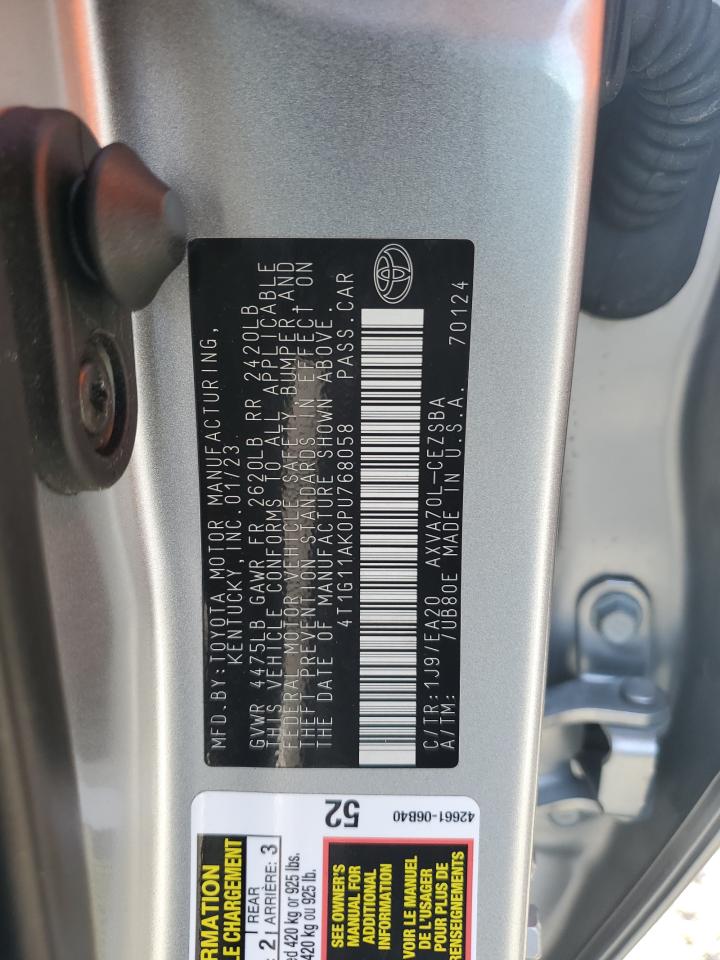 MFD.BY:TOYOTA MOTOR MANUFACTURING,
KENTUCKY,INC.01/23
GVWR 4475LB GAWR FR 2620LB RR 2420LB
THIS VEHICLE CONFORMS TO ALL APPLICABLE
FEDERAL MOTOR VEHICLE SAFETY,BUMPER,AND
THEFT PREVENTION STANDARDS IN EFFECT ON
THE DATE OF MANUFACTURE SHOWN ABOVE.
4T1G11AK0PU768058 PASS.CAR
C/TR:1J9/EA20 AXVA70L-CEZSBA
A/TM: /UB80E MADE IN U.S.A. 70124
52
42661-06B40
LE CHARGEMENT
2 REAR
ARRIÈRE: 3
420 kg or 925 lbs.
420 kg ou 925 lb.
SEE OWNER'S
MANUAL FOR
ADDITIONAL
INFORMATION
VOIR LE MANUEL
DE L'USAGER
POUR PLUS DE
RENSEIGNEMENTS